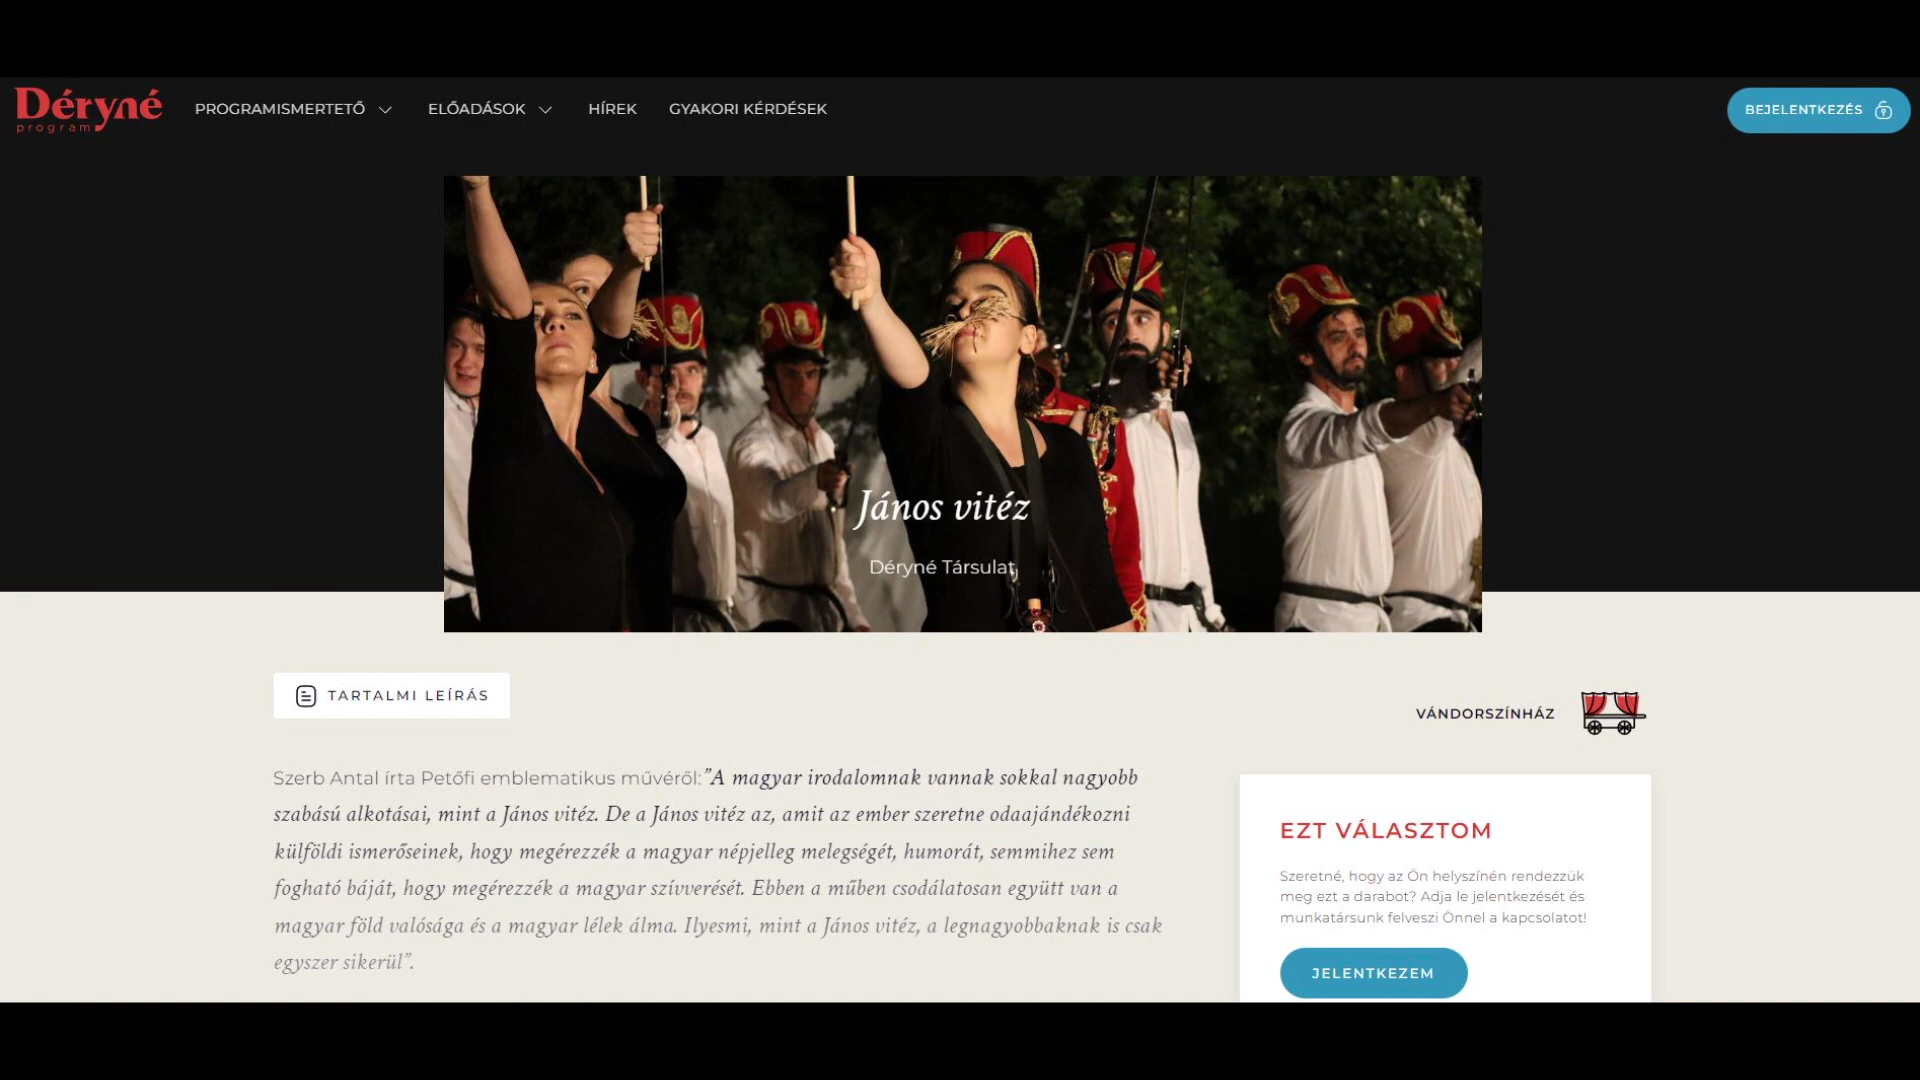 Déryné
program
PROGRAMISMERTETŐ
ELŐADÁSOK
HÍREK
GYAKORI KÉRDÉSEK
BEJELENTKEZÉS
János vitéz
Déryné Társulat
TARTALMI LEÍRÁS
VÁNDORSZÍNHÁZ
Szerb Antal írta Petőfi emblematikus művéről:”A magyar irodalomnak vannak sokkal nagyobb
szabású alkotásai, mint a János vitéz. De a János vitéz az, amit az ember szeretne odaajándékozni
külföldi ismerőseinek, hogy megérezzék a magyar népjelleg melegségét, humorát, semmihez sem
fogható báját, hogy megérezzék a magyar szívverését. Ebben a műben csodálatosan együtt van a
magyar föld valósága és a magyar lélek álma. Ilyesmi, mint a János vitéz, a legnagyobbaknak is csak
egyszer sikerül”.
EZT VÁLASZTOM
Szeretné, hogy az Ön helyszínén rendezzük
meg ezt a darabot? Adja le jelentkezését és
munkatársunk felveszi Önnel a kapcsolatot!
JELENTKEZEM